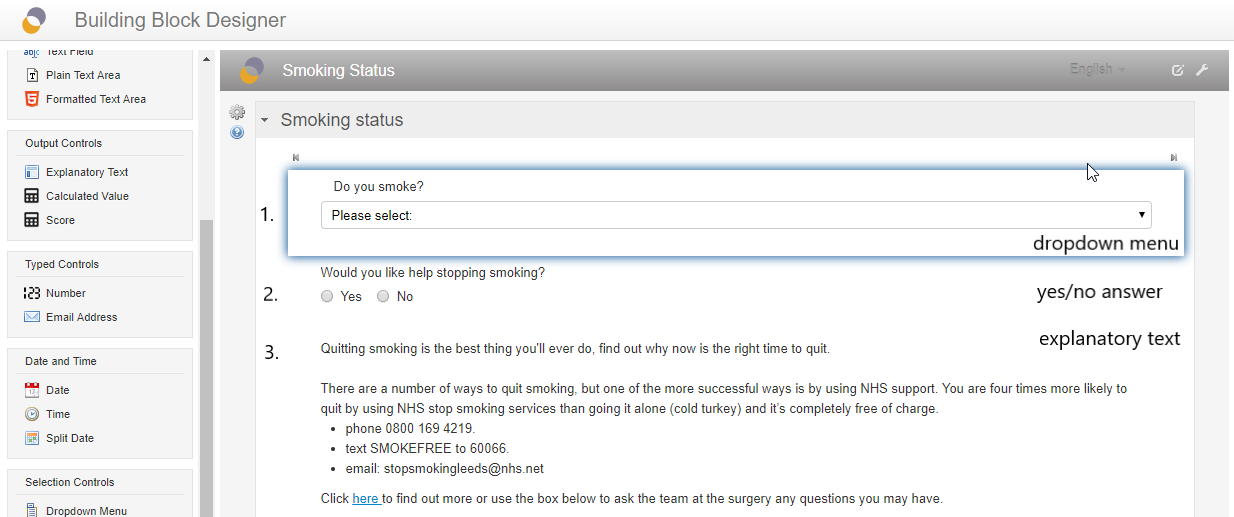 Building Block Designer
Text Field
Plain Text Area
Formatted Text Area
Output Controls
Explanatory Text
Calculated Value
Score
Typed Controls
Number
Email Address
Date and Time
Date
Time
Split Date
Selection Controls
Dropdown Menu
Smoking Status
English
Smoking status
1.
Do you smoke?
Please select:
dropdown menu
2.
Would you like help stopping smoking?
Yes No
yes/no answer
3.
explanatory text
Quitting smoking is the best thing you'll ever do, find out why now is the right time to quit.
There are a number of ways to quit smoking, but one of the more successful ways is by using NHS support. You are four times more likely to
quit by using NHS stop smoking services than going it alone (cold turkey) and it's completely free of charge.
• phone 0800 169 4219.
• text SMOKEFREE to 60066.
• email: stopsmokingleeds@nhs.net
Click here to find out more or use the box below to ask the team at the surgery any questions you may have.